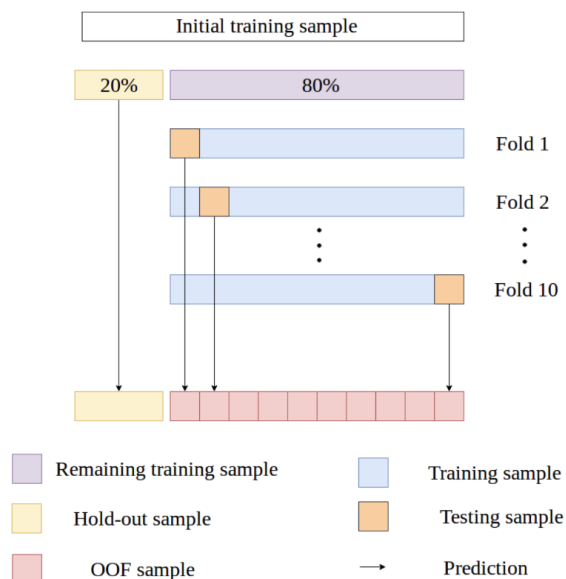 Initial training sample
20% 80%
Fold 1
Fold 2
Fold 10
Remaining training sample
Training sample
Hold-out sample
Testing sample
OOF sample
Prediction